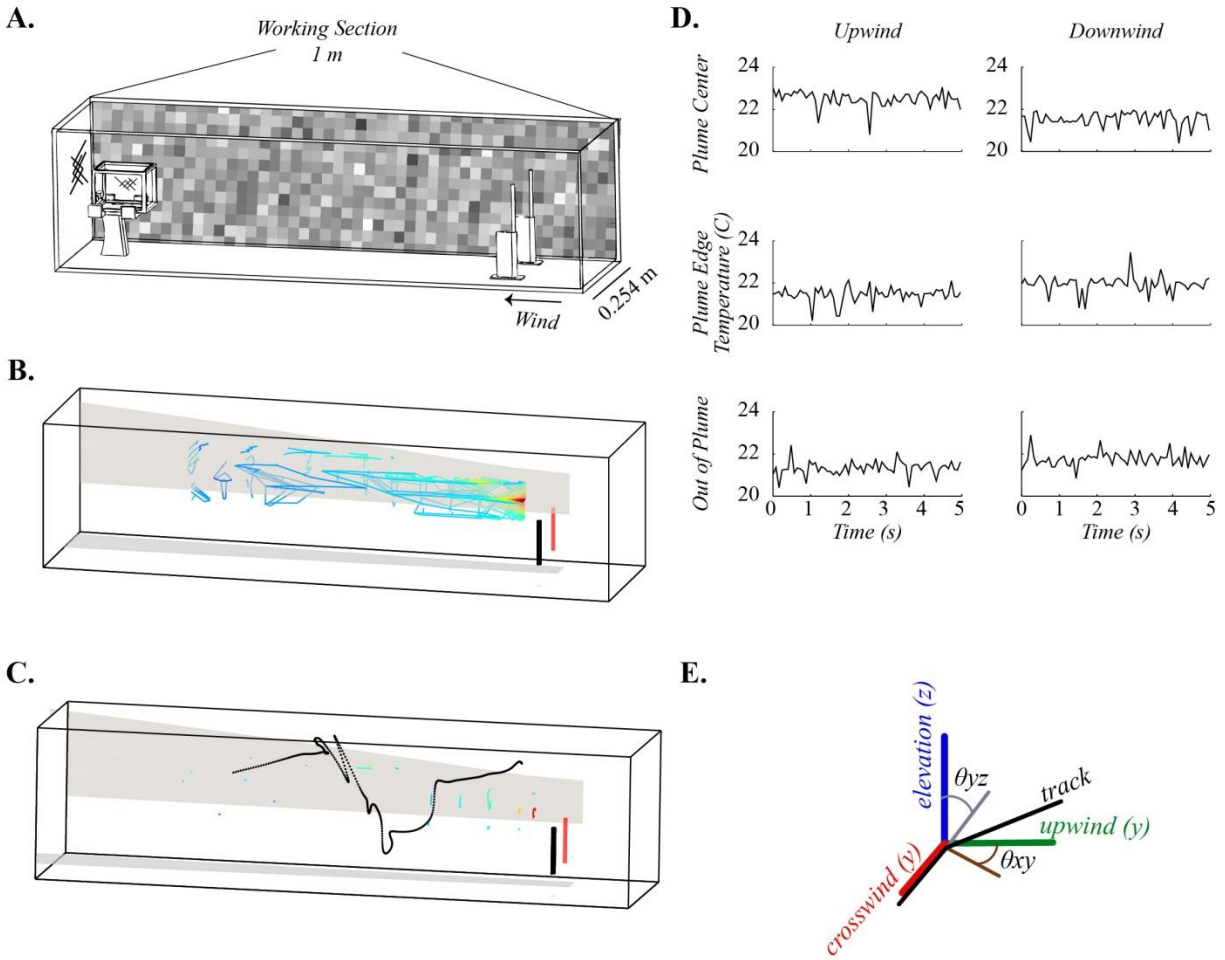 A.
Working Section
1 m
Wind
0.254 m
B.
C.
D.
Upwind
Downwind
Plume Center
24
22
20
24
22
20
Plume Edge
Temperature (C)
24
22
20
24
22
20
Out of Plume
24
22
20
0 1 2 3 4 5
Time (s)
24
22
20
0 1 2 3 4 5
Time (s)
E.
elevation (z)
θyz
track
upwind (y)
θxy
crosswind (y)